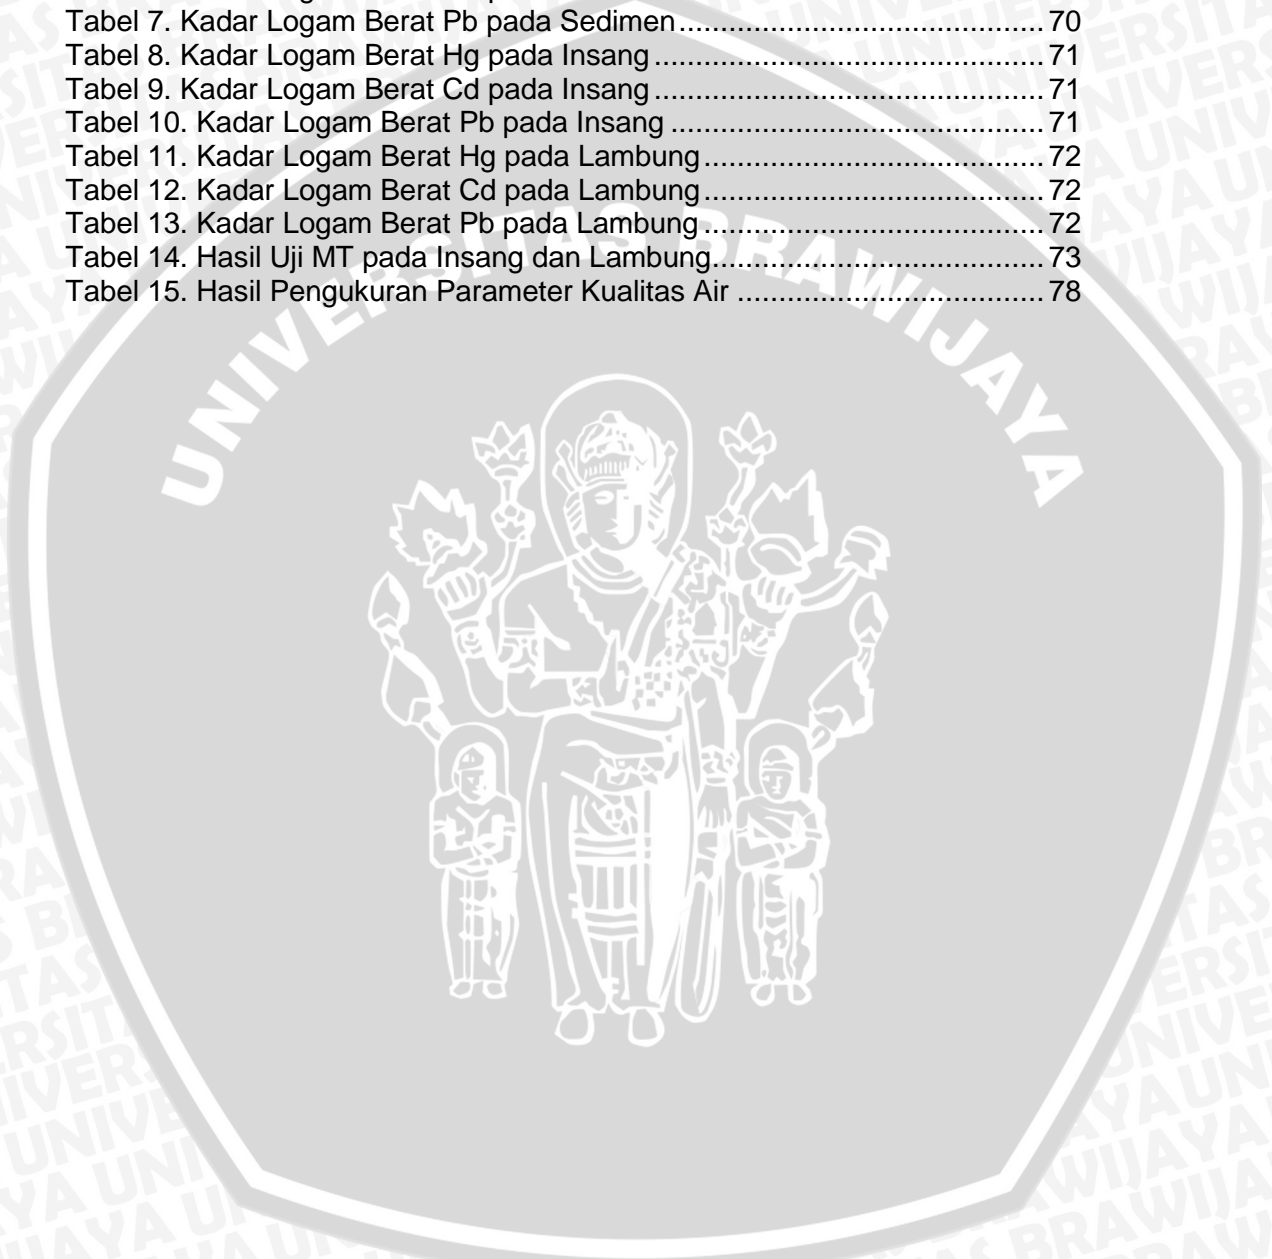 Tabel 7. Kadar Logam Berat Pb pada Sedimen ............................................ 70
Tabel 8. Kadar Logam Berat Hg pada Insang ............................................... 71
Tabel 9. Kadar Logam Berat Cd pada Insang ............................................... 71
Tabel 10. Kadar Logam Berat Pb pada Insang ............................................. 71
Tabel 11. Kadar Logam Berat Hg pada Lambung ......................................... 72
Tabel 12. Kadar Logam Berat Cd pada Lambung ......................................... 72
Tabel 13. Kadar Logam Berat Pb pada Lambung ......................................... 72
Tabel 14. Hasil Uji MT pada Insang dan Lambung ........................................ 73
Tabel 15. Hasil Pengukuran Parameter Kualitas Air ..................................... 78
UNIVERSITAS BRAWIJAYA